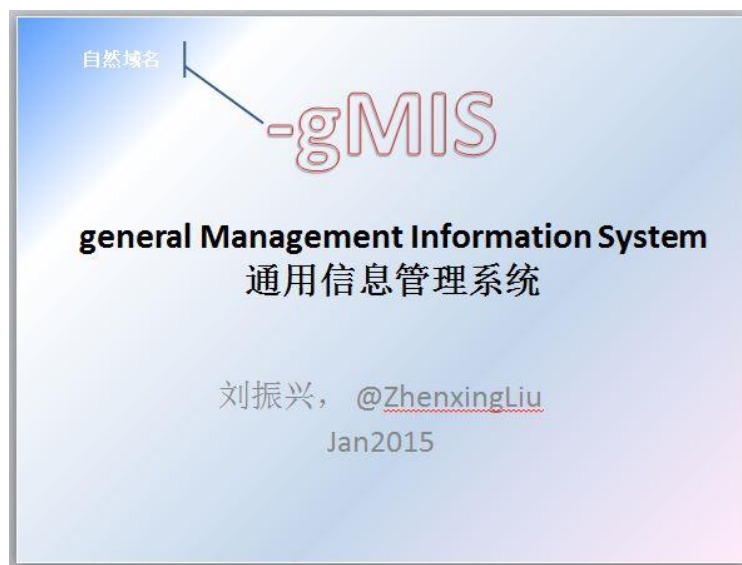 自然域名
-gMIS
general Management Information System
通用信息管理系统
刘振兴， @ZhenxingLiu
Jan2015